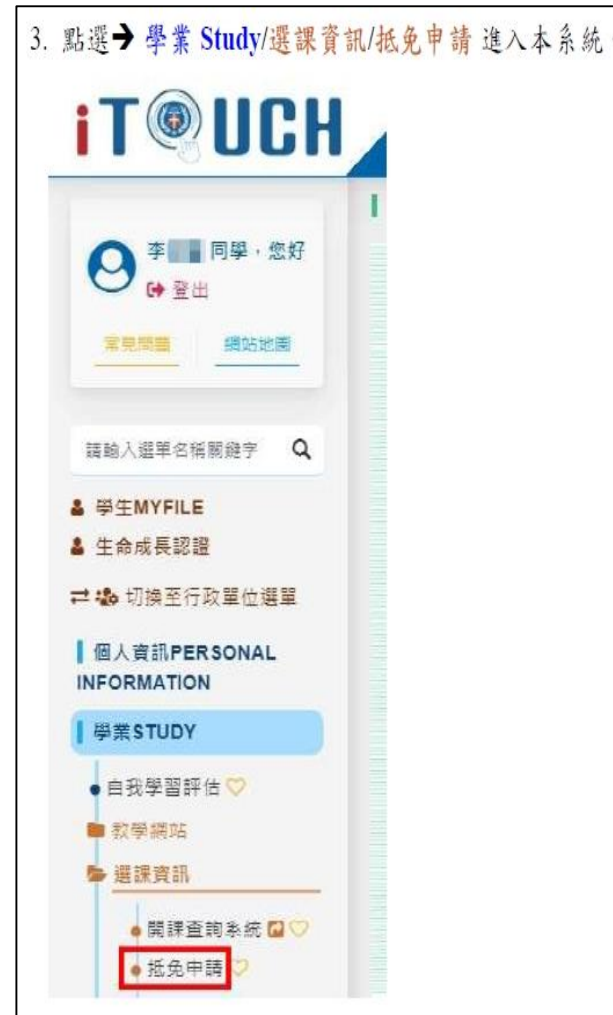 3. 點選➔ 學業 Study/選課資訊/抵免申請 進入本系統
iTOUCH
李 同學，您好
登出
常見問題 網站地圖
請輸入選單名稱關鍵字
學生MYFILE
生命成長認證
切換至行政單位選單
個人資訊PERSONAL
INFORMATION
學業STUDY
自我學習評估
教學網站
選課資訊
開課查詢系統
抵免申請